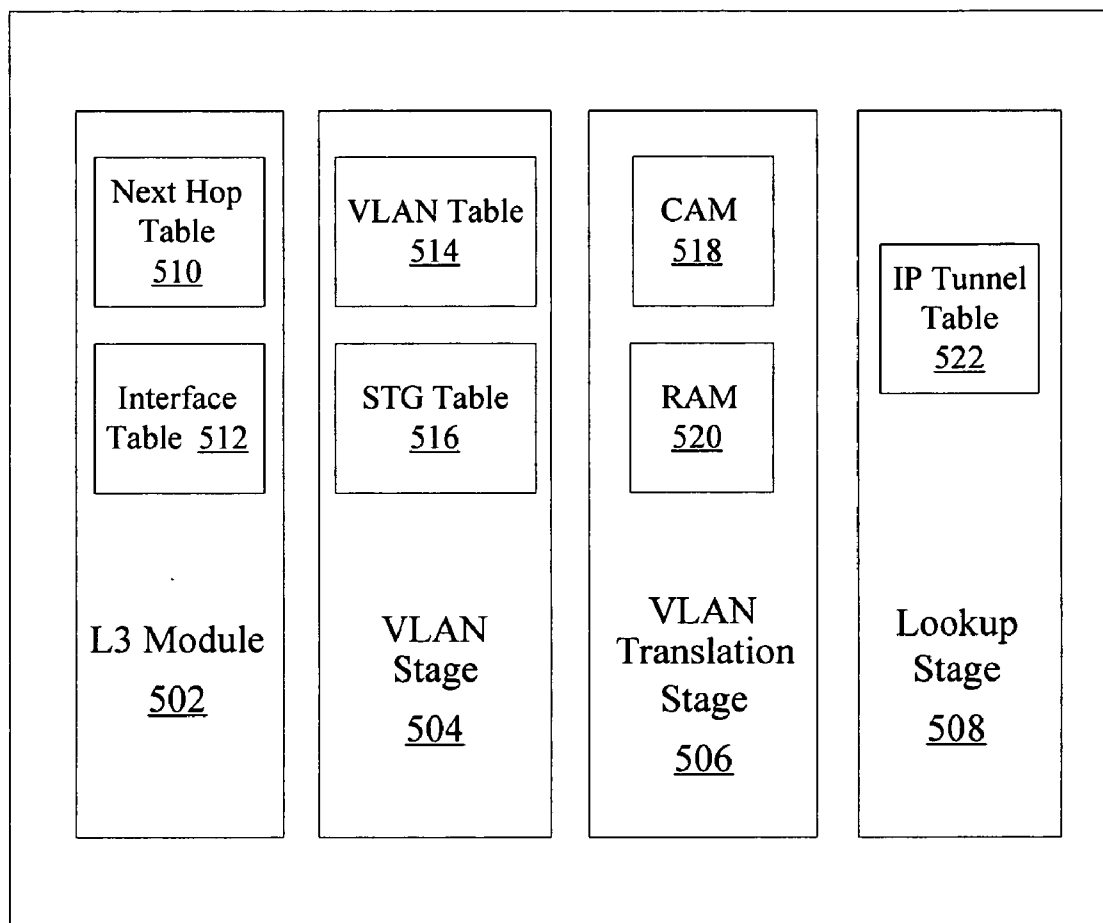 Next Hop
Table
510
Interface
Table 512
L3 Module
502
VLAN Table
514
STG Table
516
VLAN
Stage
504
CAM
518
RAM
520
VLAN
Translation
Stage
506
IP Tunnel
Table
522
Lookup
Stage
508